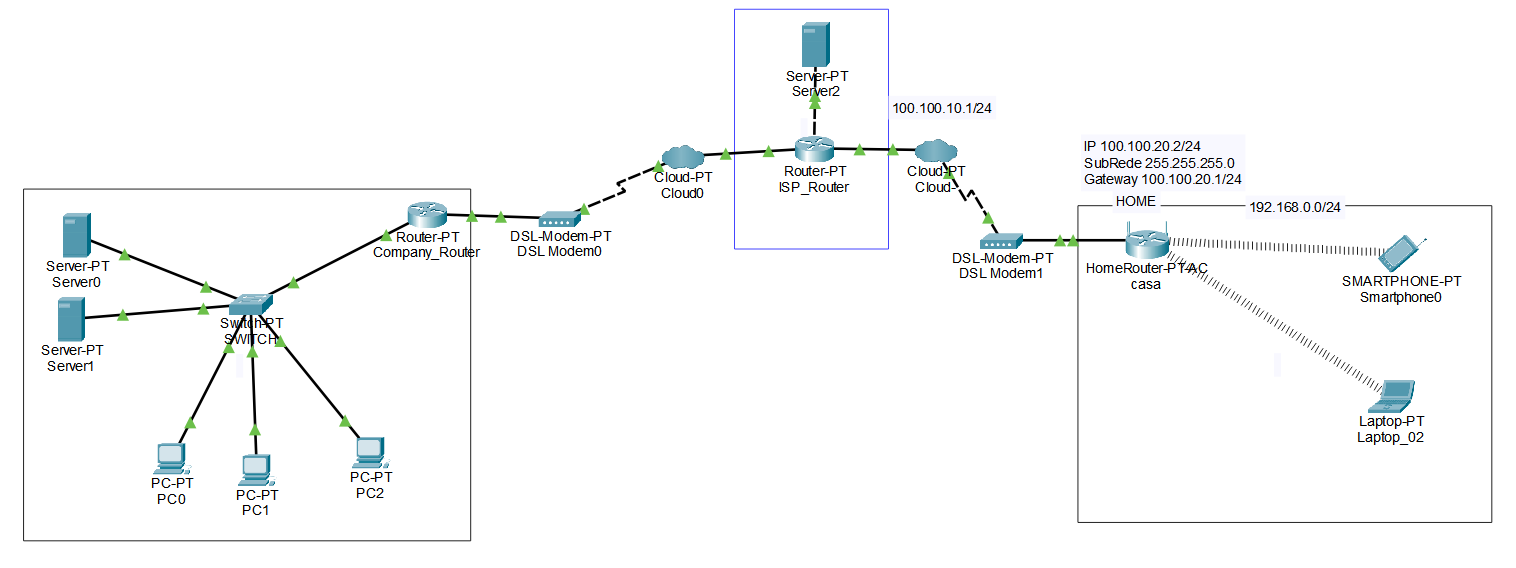 Server-PT
Server2
100.100.10.1/24
Cloud-PT
Cloud0
Router-PT
ISP_Router
Cloud-PT
Cloud-
IP 100.100.20.2/24
SubRede 255.255.255.0
Gateway 100.100.20.1/24
HOME
192.168.0.0/24
Router-PT
Company_Router
DSL-Modem-PT
DSL Modem0
DSL-Modem-PT
DSL Modem1
HomeRouter-PT-AC
casa
SMARTPHONE-PT
Smartphone0
Server-PT
Server0
Switch-PT
SWITCH
Server-PT
Server1
Laptop-PT
Laptop_02
PC-PT
PC0
PC-PT
PC1
PC-PT
PC2